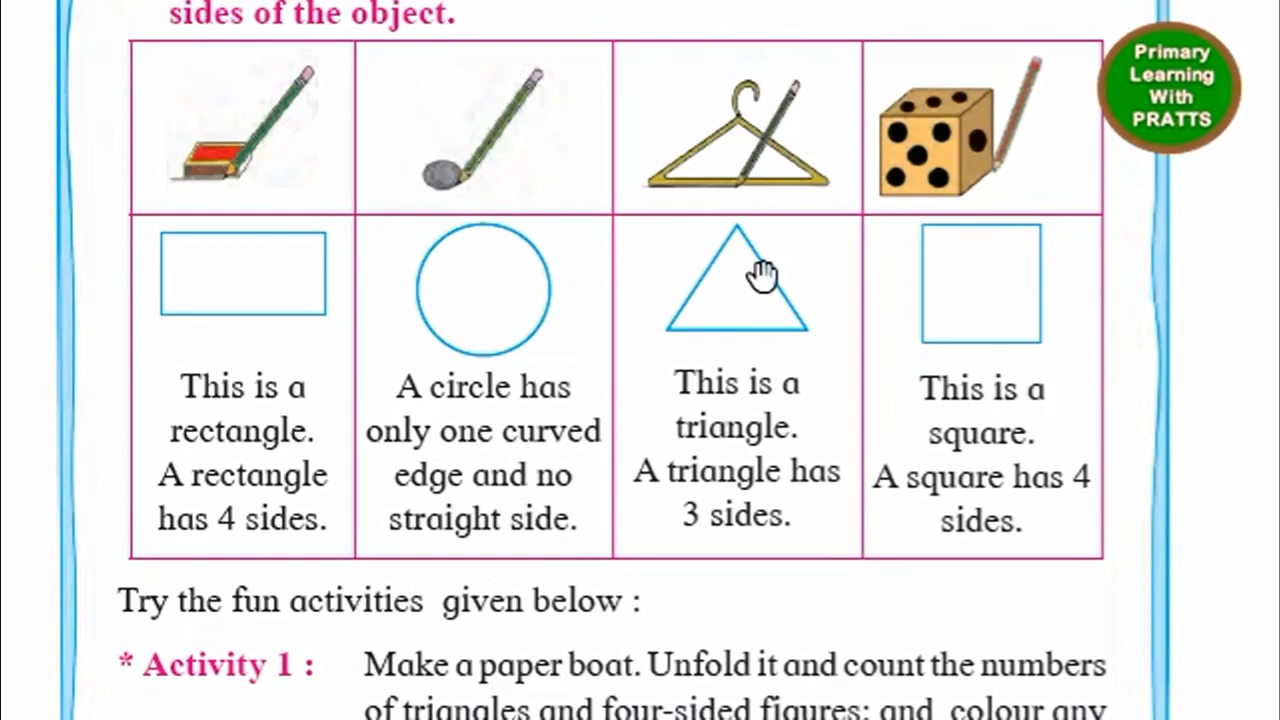 sides of the object.
Primary
Learning
With
PRATTS
This is a
rectangle.
A rectangle
has 4 sides.
A circle has
only one curved
edge and no
straight side.
This is a
triangle.
A triangle has
3 sides.
This is a
square.
A square has 4
sides.
Try the fun activities given below :
* Activity 1 : Make a paper boat. Unfold it and count the numbers
of triangles and four-sided figures; and colour any